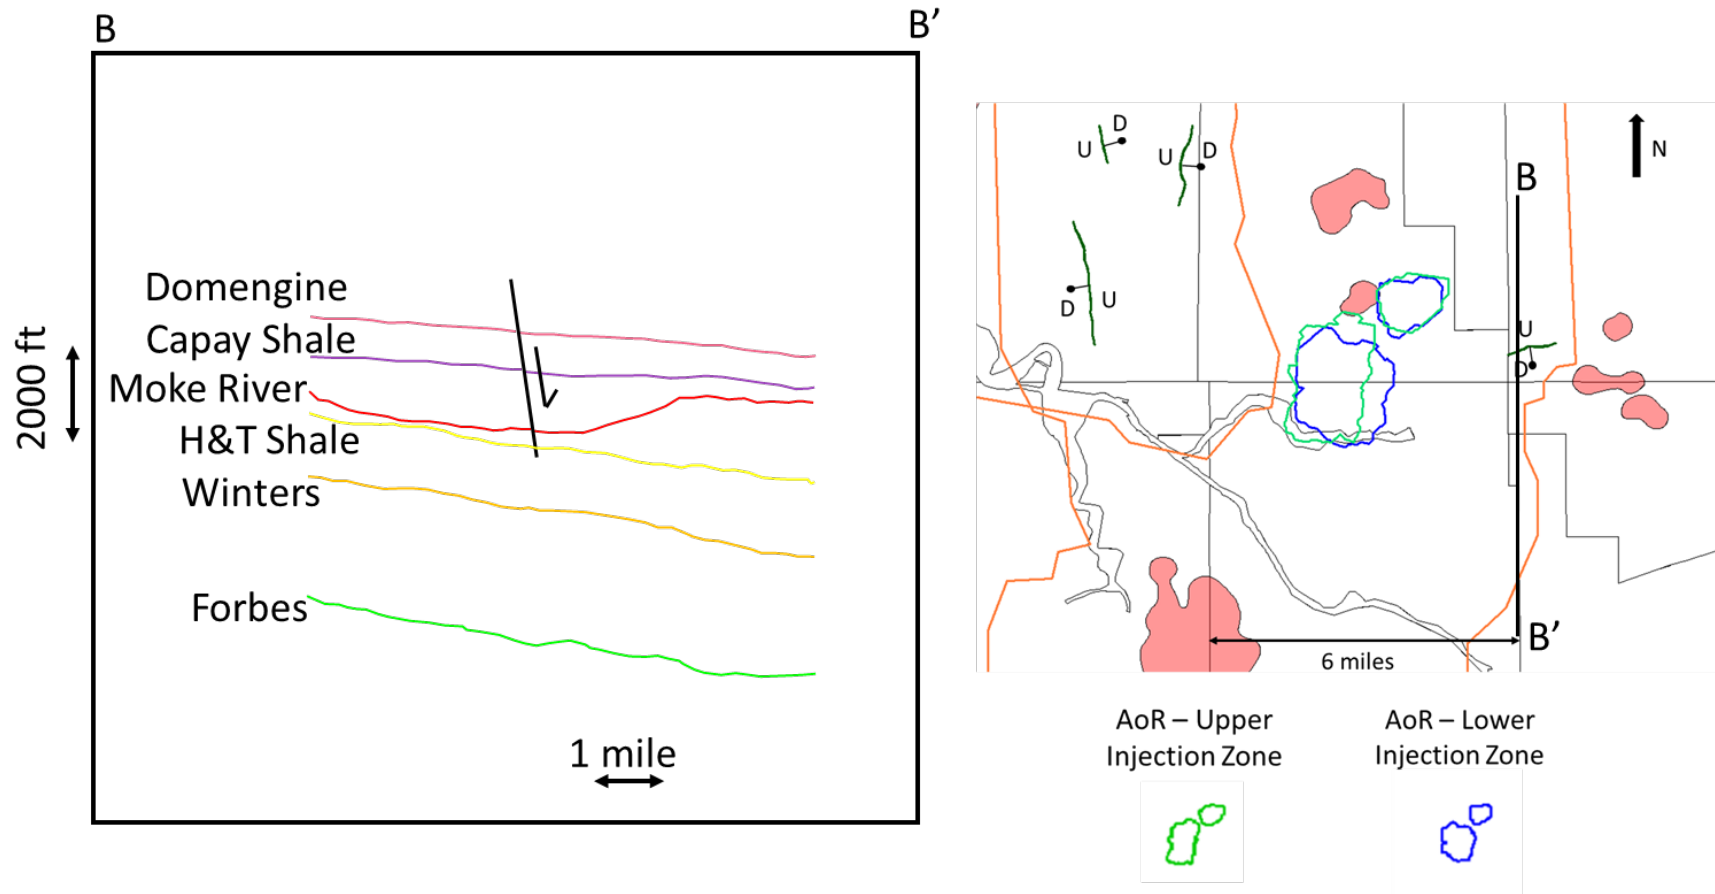 B
B’
Domengine
Capay Shale
Moke River
H&T Shale
Winters
Forbes
2000 ft
1 mile
D
U
U
D
N
B
D
U
U
D
B’
6 miles
AoR – Upper
Injection Zone
AoR – Lower
Injection Zone